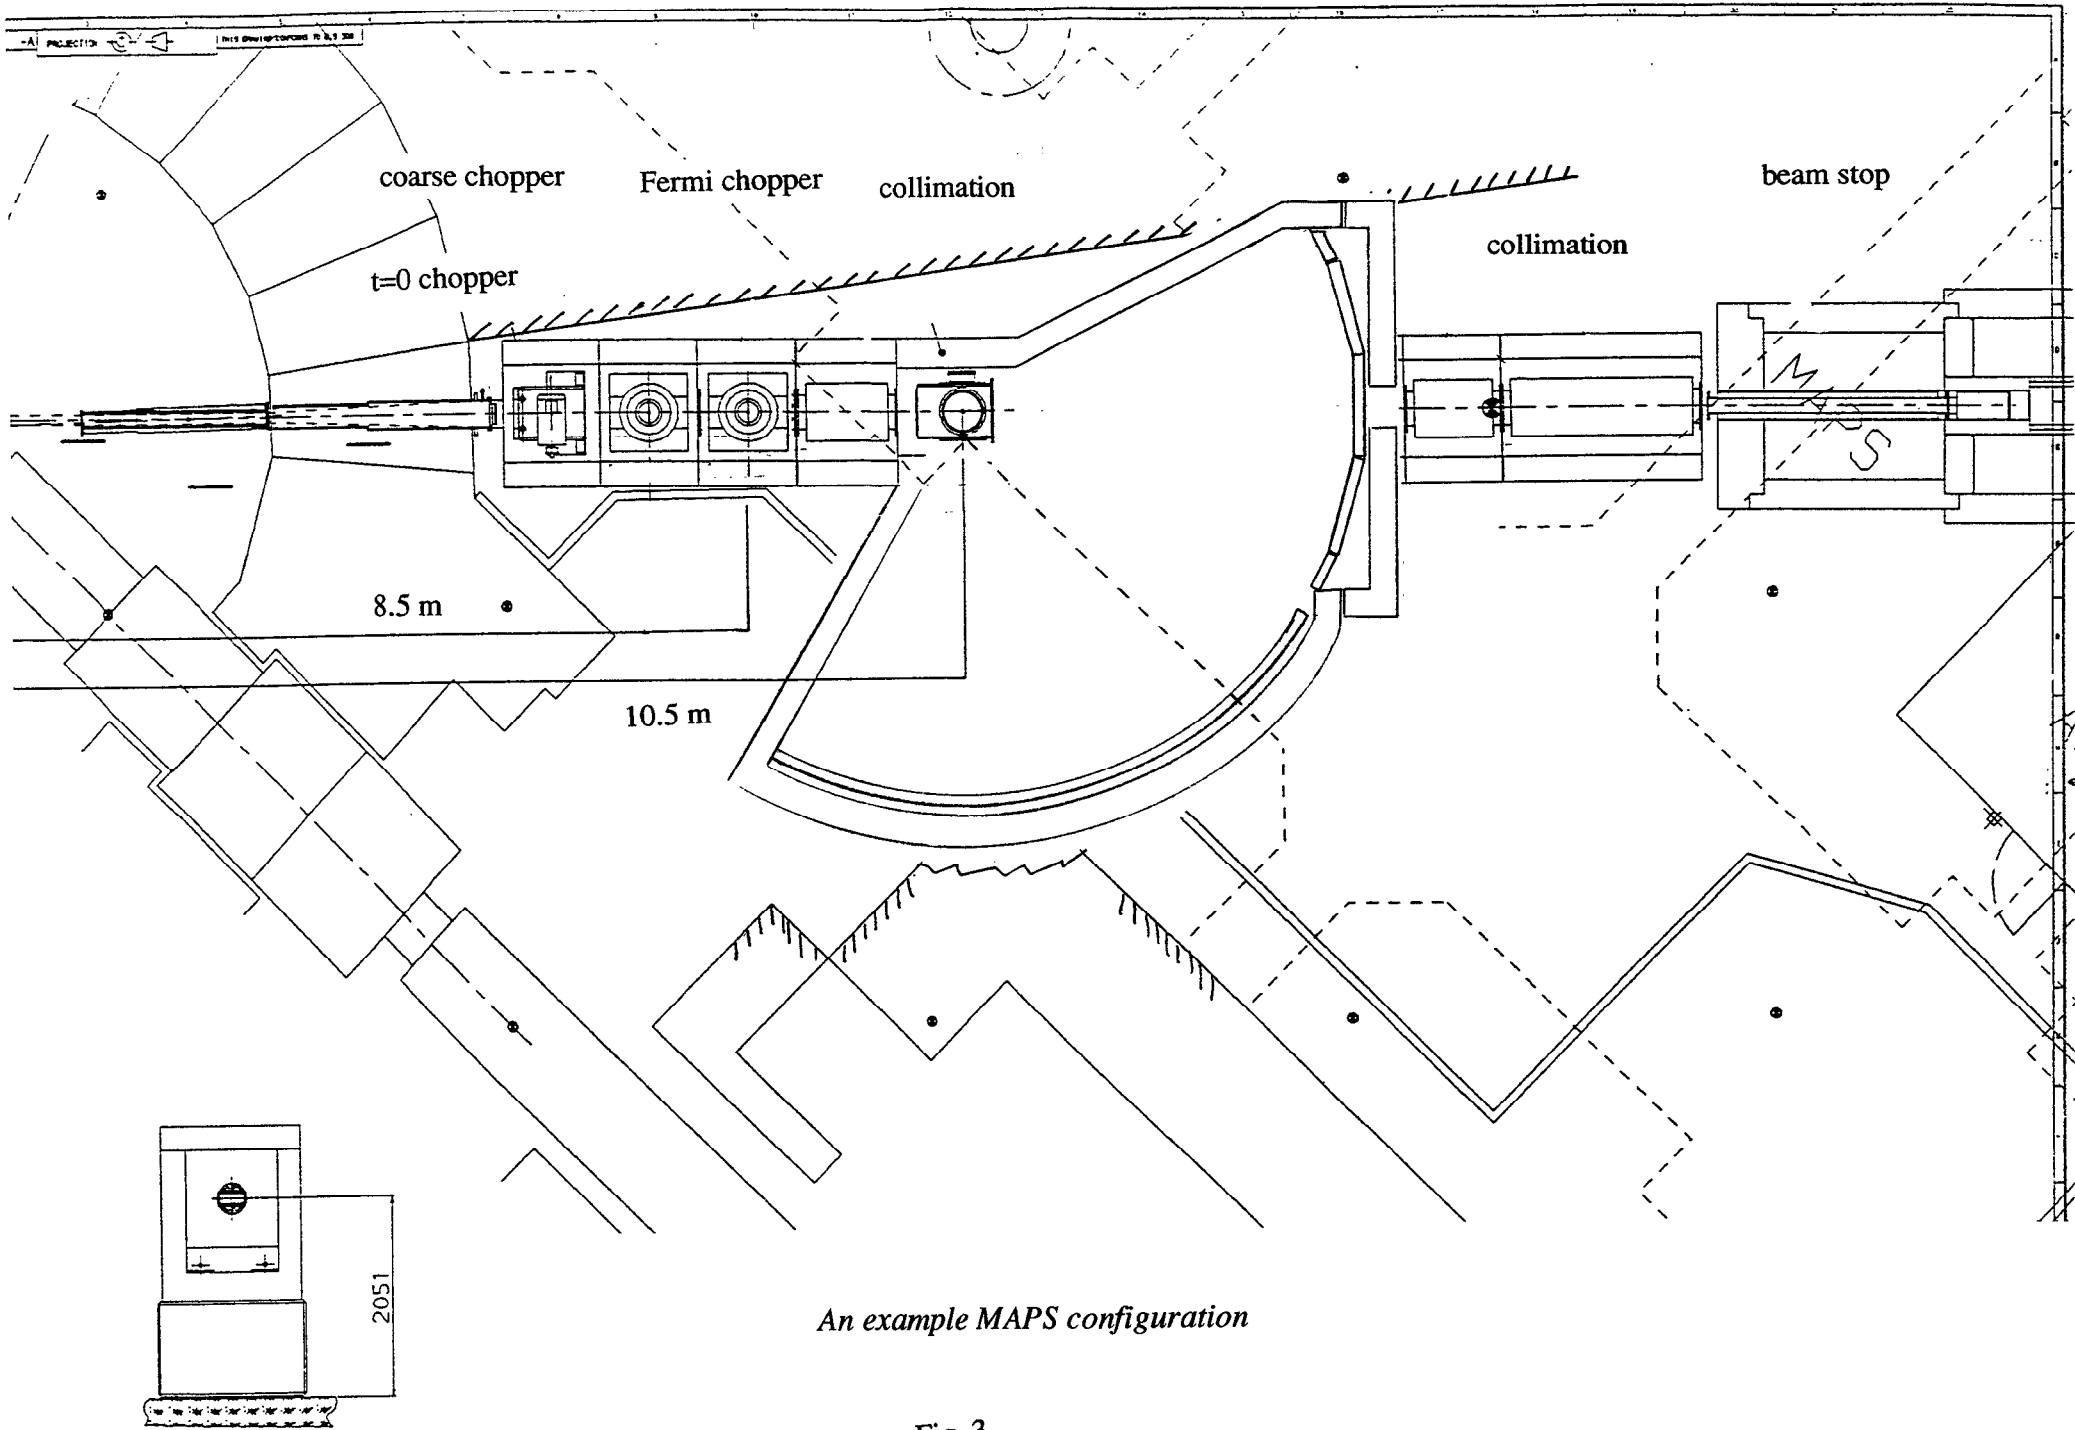 PROJECTION
coarse chopper
Fermi chopper
collimation
beam stop
collimation
t=0 chopper
MAPS
8.5 m
10.5 m
2051
An example MAPS configuration